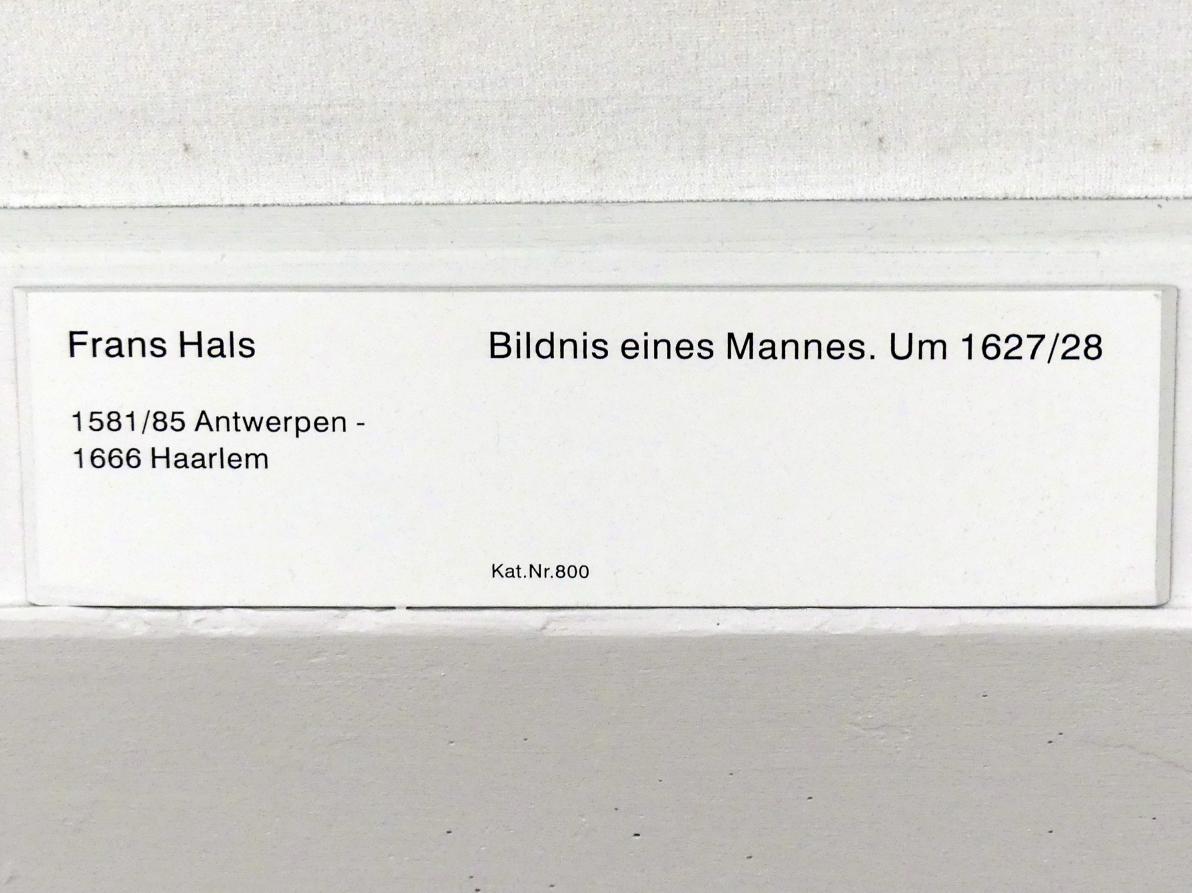 Frans Hals
1581/85 Antwerpen -
1666 Haarlem
Bildnis eines Mannes. Um 1627/28
Kat.Nr.800